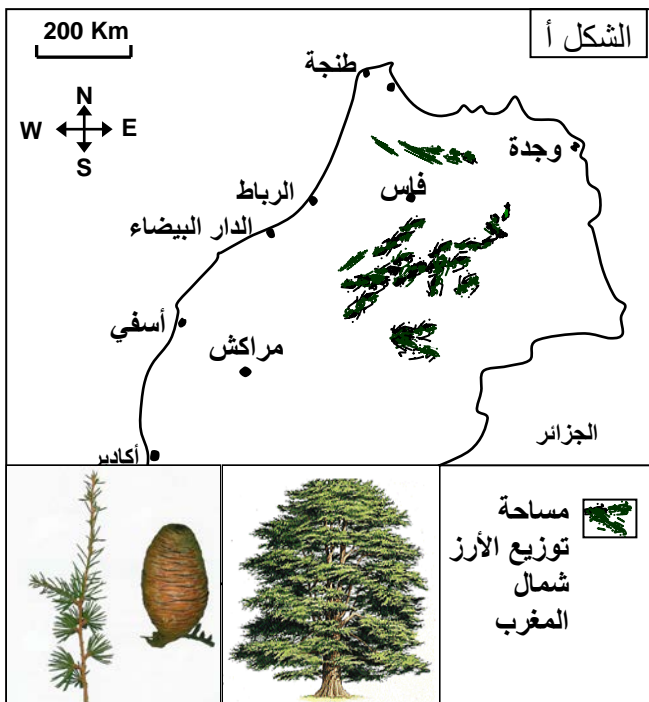 الشكل أ
200 Km
N
W E
S
طنجة
وجدة
فاس
الرباط
الدار البيضاء
أسفي
مراكش
الجزائر
أكادير
مساحة
توزيع الأرز
شمال
المغرب